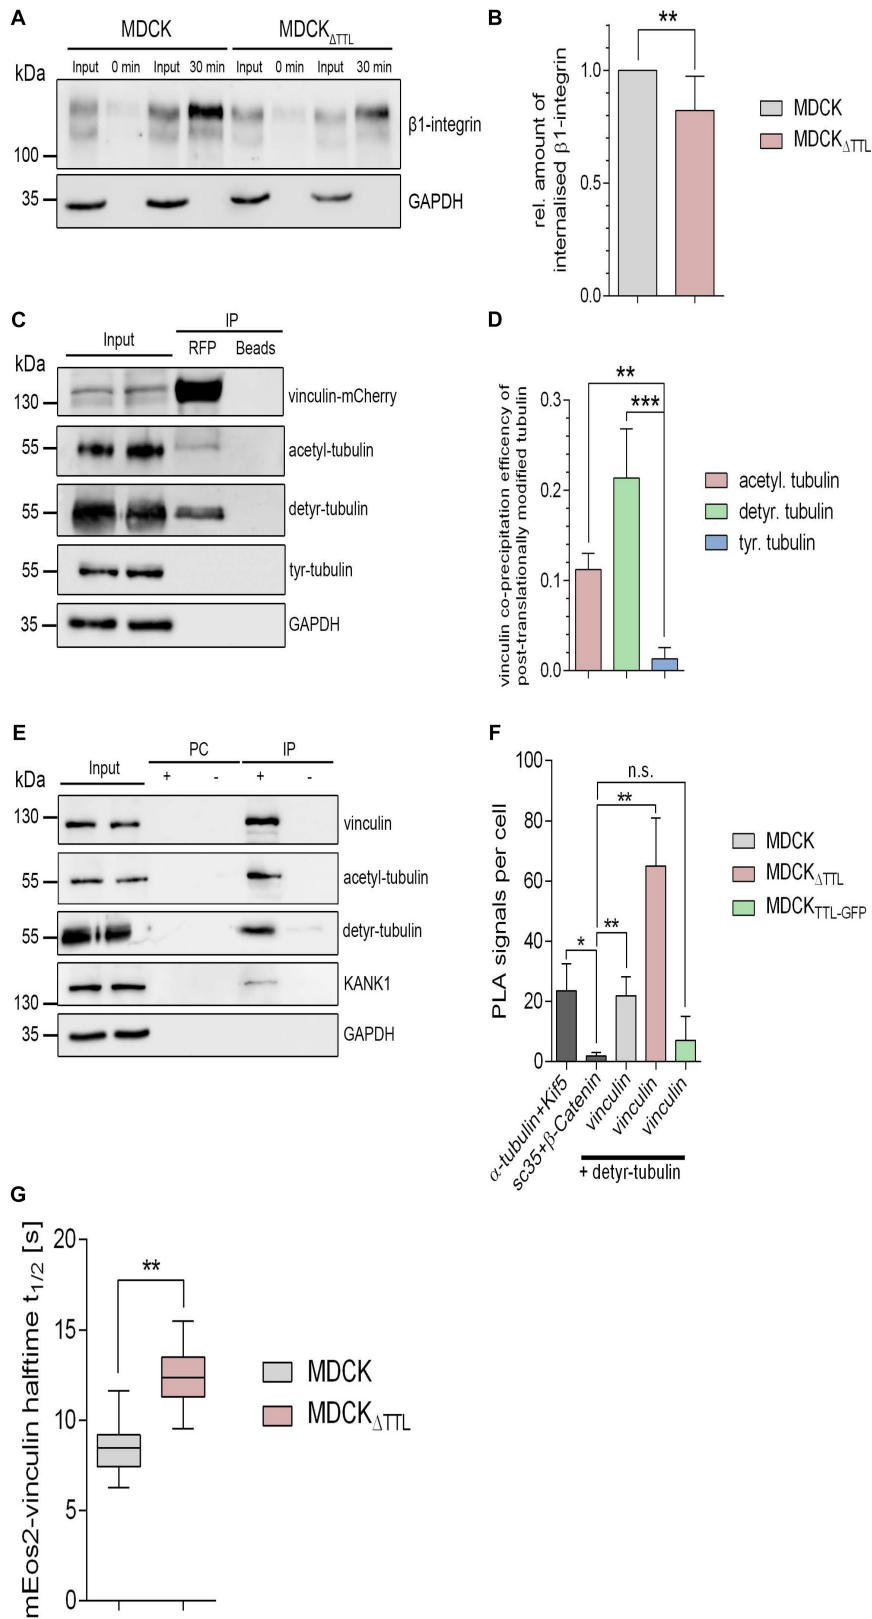 A
MDCK MDCKΔTTL
kDa Input 0 min Input 30 min Input 0 min Input 30 min
β1-integrin
100
35
GAPDH
B
**
rel. amount of
internalised β1-integrin
1.0
0.5
0.0
MDCK
MDCKΔTTL
C
Input IP
RFP Beads
kDa
130 vinculin-mCherry
55 acetyl-tubulin
55 detyr-tubulin
55 tyr-tubulin
35 GAPDH
D
**
***
vinculin co-precipitation efficency of
post-translationally modified tubulin
0.3
0.2
0.1
0.0
acetyl. tubulin
detyr. tubulin
tyr. tubulin
E
Input PC IP
kDa + - + -
130 vinculin
55 acetyl-tubulin
55 detyr-tubulin
130 KANK1
35 GAPDH
F
PLA signals per cell
100
80
60
40
20
0
n.s.
**
**
*
MDCK
MDCKΔTTL
MDCKTTL-GFP
α-tubulin+Kif5
sc35+β-Catenin
vinculin
vinculin
vinculin
+ detyr-tubulin
G
mEos2-vinculin halftime t1/2 [s]
20
15
10
5
0
**
MDCK
MDCKΔTTL